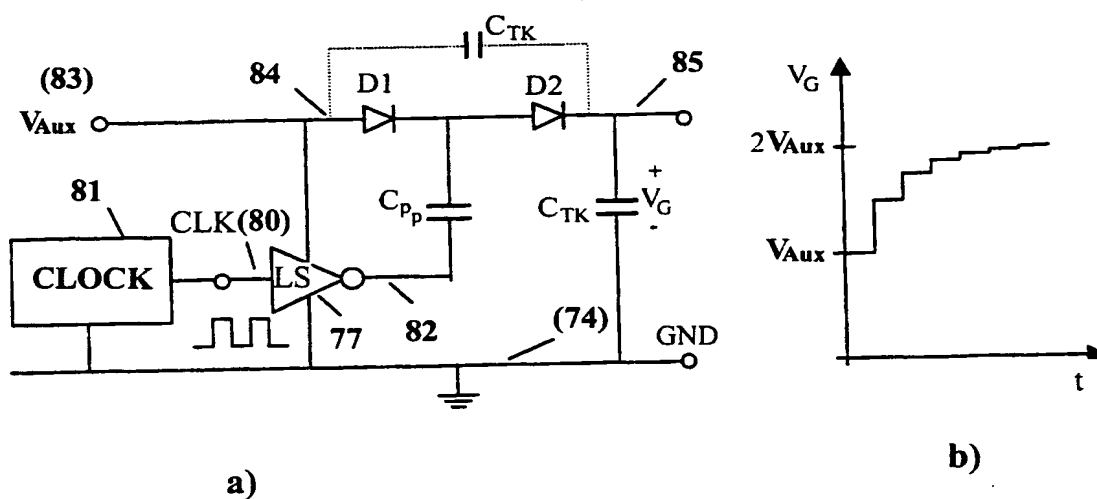 C_TK
(83)
84
D1
D2
85
V_G
V_Aux
2V_Aux
81
C_Pp
C_TK
+
V_G
-
CLK(80)
V_Aux
CLOCK
LS
77
82
(74)
GND
t
a)
b)